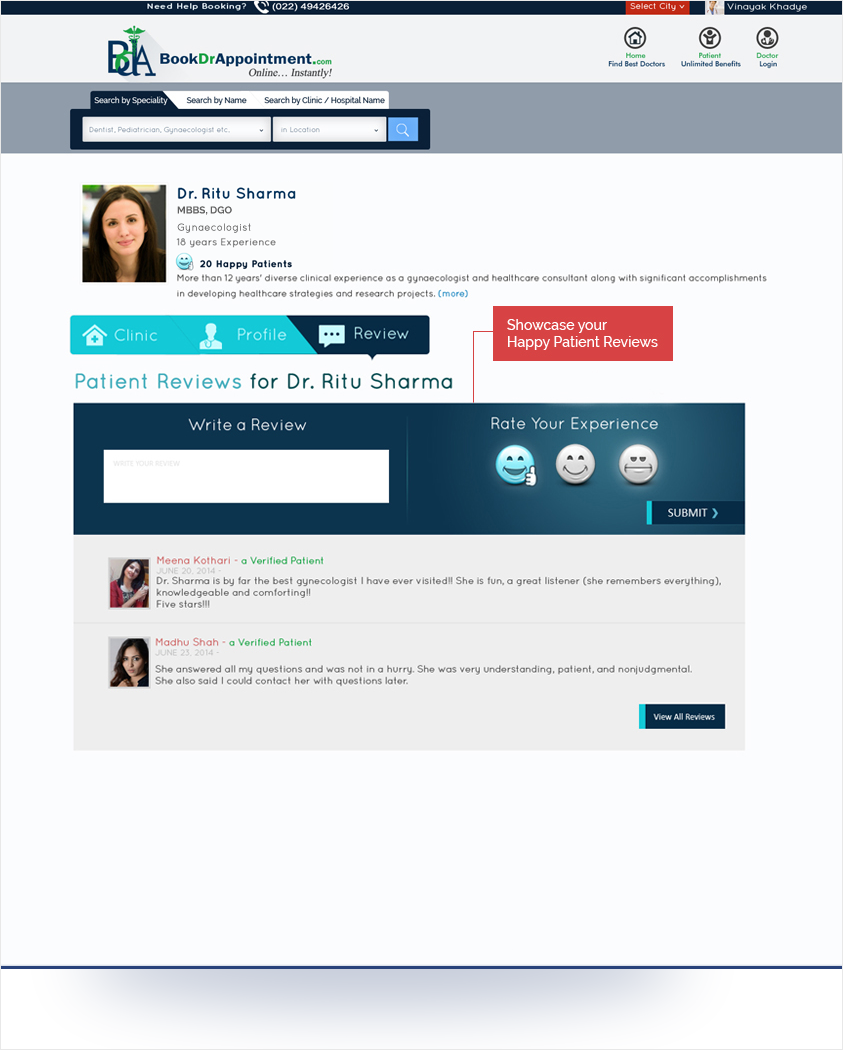 Need Help Booking? (022) 49426426 Select City Vinayak Khadye
BDA BookDrAppointment.com
Online... Instantly!
Home Patient Doctor
Find Best Doctors Unlimited Benefits Login
Search by Speciality Search by Name Search by Clinic / Hospital Name
Dentist, Pediatrician, Gynaecologist etc. in Location
Dr. Ritu Sharma
MBBS, DGO
Gynaecologist
18 years Experience
20 Happy Patients
More than 12 years' diverse clinical experience as a gynaecologist and healthcare consultant along with significant accomplishments
in developing healthcare strategies and research projects. (more)
Clinic Profile Review
Showcase your
Happy Patient Reviews
Patient Reviews for Dr. Ritu Sharma
Write a Review Rate Your Experience
WRITE YOUR REVIEW
SUBMIT ❯
Meena Kothari - a Verified Patient
JUNE 20, 2014 -
Dr. Sharma is by far the best gynecologist I have ever visited!! She is fun, a great listener (she remembers everything),
knowledgeable and comforting!!
Five stars!!!
Madhu Shah - a Verified Patient
JUNE 23, 2014 -
She answered all my questions and was not in a hurry. She was very understanding, patient, and nonjudgmental.
She also said I could contact her with questions later.
View All Reviews